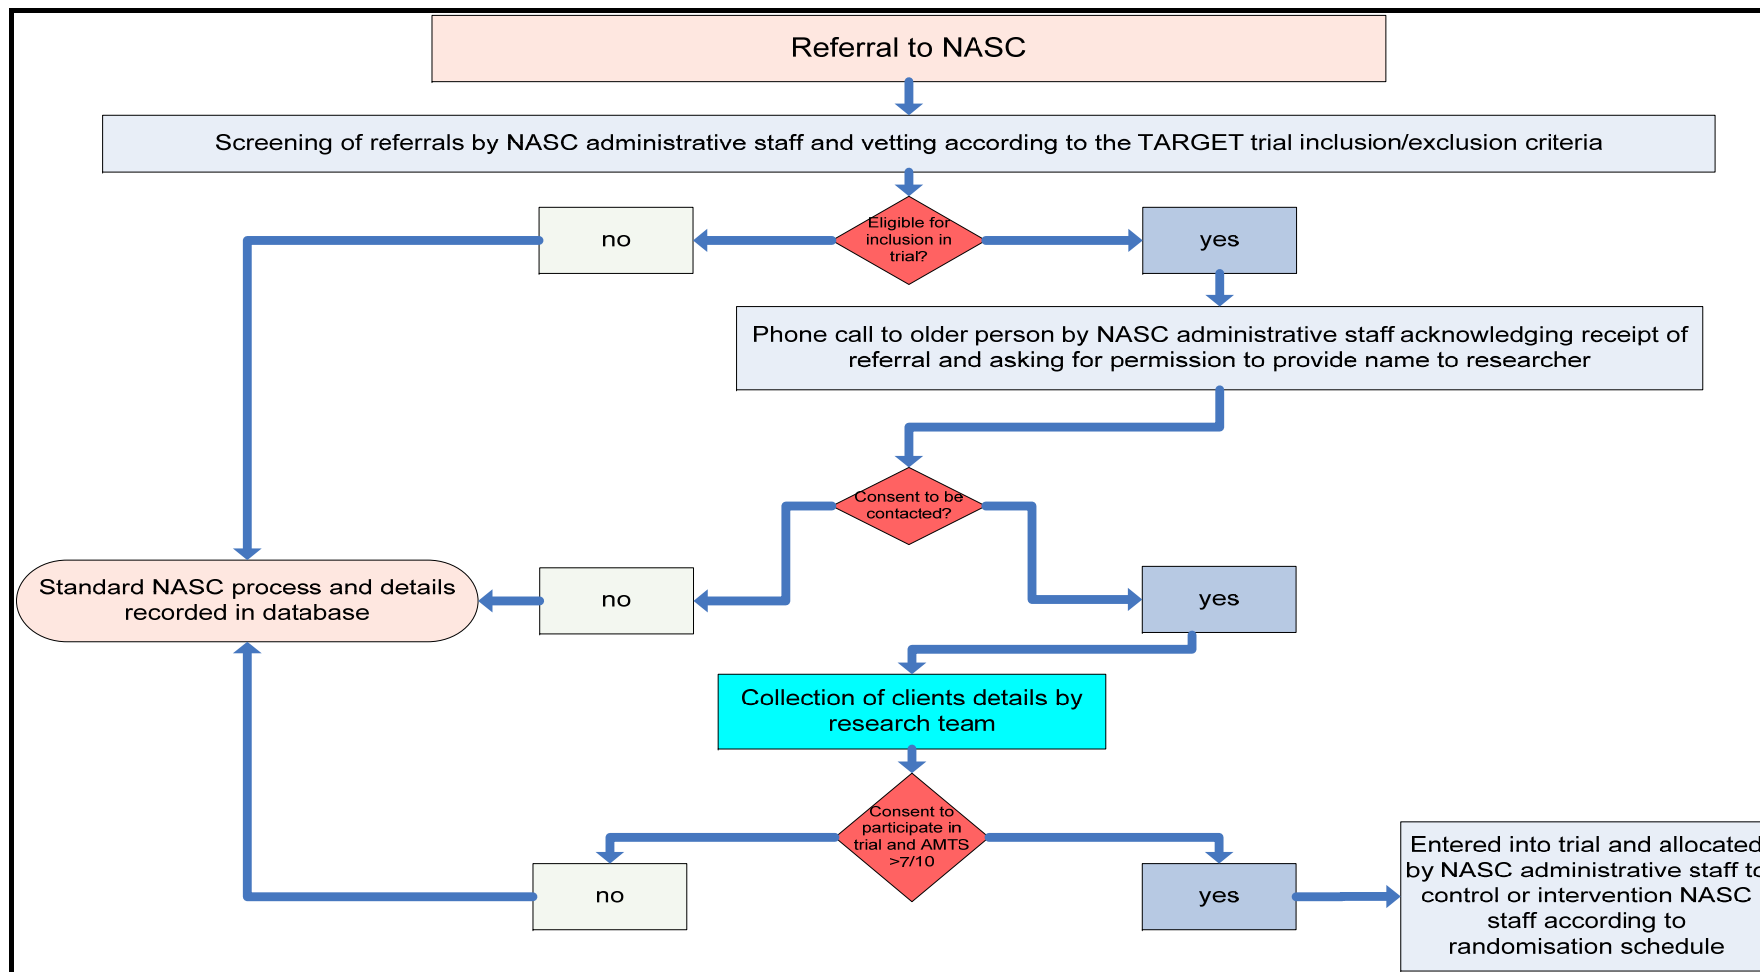 Referral to NASC
Screening of referrals by NASC administrative staff and vetting according to the TARGET trial inclusion/exclusion criteria
no
Eligible for
inclusion in
trial?
yes
Phone call to older person by NASC administrative staff acknowledging receipt of
referral and asking for permission to provide name to researcher
Consent to be
contacted?
Standard NASC process and details
recorded in database
no
yes
Collection of clients details by
research team
Consent to
participate in
trial and AMTS
>7/10
no
yes
Entered into trial and allocated
by NASC administrative staff to
control or intervention NASC
staff according to
randomisation schedule